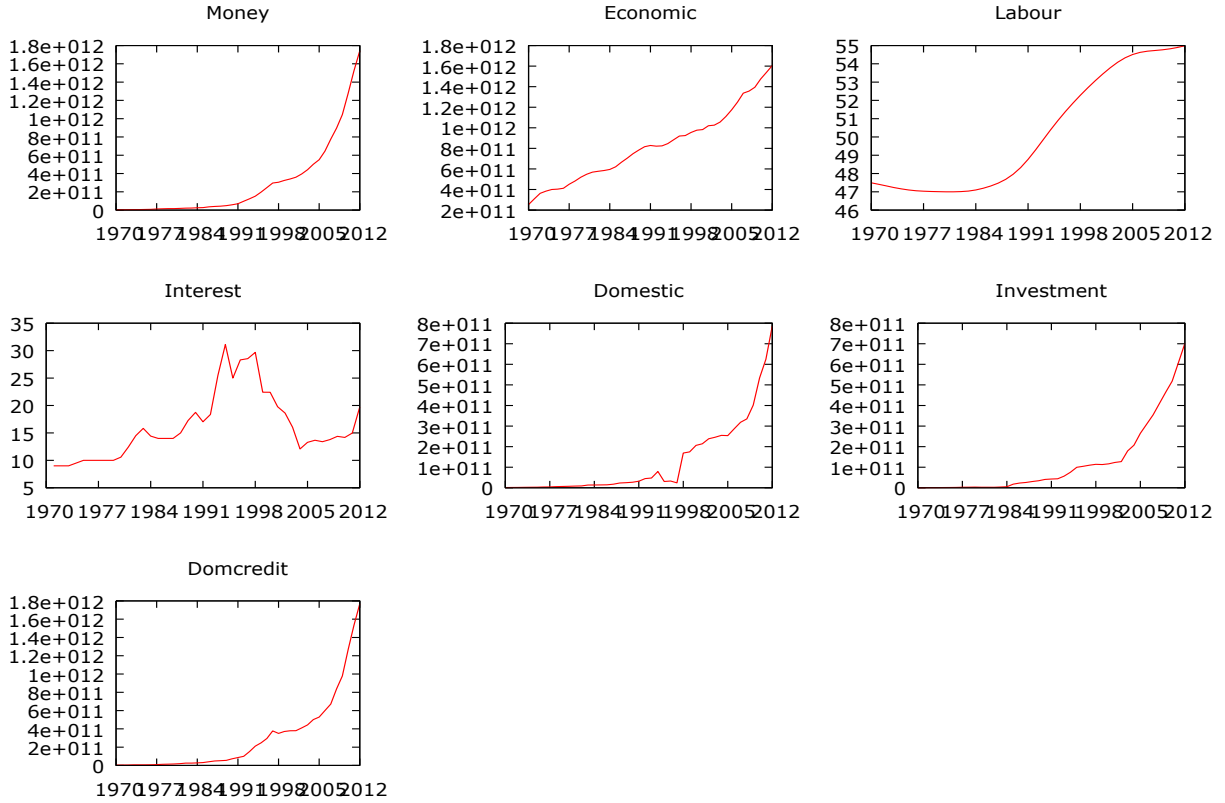 Money
1.8e+012
1.6e+012
1.4e+012
1.2e+012
1e+012
8e+011
6e+011
4e+011
2e+011
0
1970 1977 1984 1991 1998 2005 2012
Economic
1.8e+012
1.6e+012
1.4e+012
1.2e+012
1e+012
8e+011
6e+011
4e+011
2e+011
1970 1977 1984 1991 1998 2005 2012
Labour
55
54
53
52
51
50
49
48
47
46
1970 1977 1984 1991 1998 2005 2012
Interest
35
30
25
20
15
10
5
1970 1977 1984 1991 1998 2005 2012
Domestic
8e+011
7e+011
6e+011
5e+011
4e+011
3e+011
2e+011
1e+011
0
1970 1977 1984 1991 1998 2005 2012
Investment
8e+011
7e+011
6e+011
5e+011
4e+011
3e+011
2e+011
1e+011
0
1970 1977 1984 1991 1998 2005 2012
Domcredit
1.8e+012
1.6e+012
1.4e+012
1.2e+012
1e+012
8e+011
6e+011
4e+011
2e+011
0
1970 1977 1984 1991 1998 2005 2012